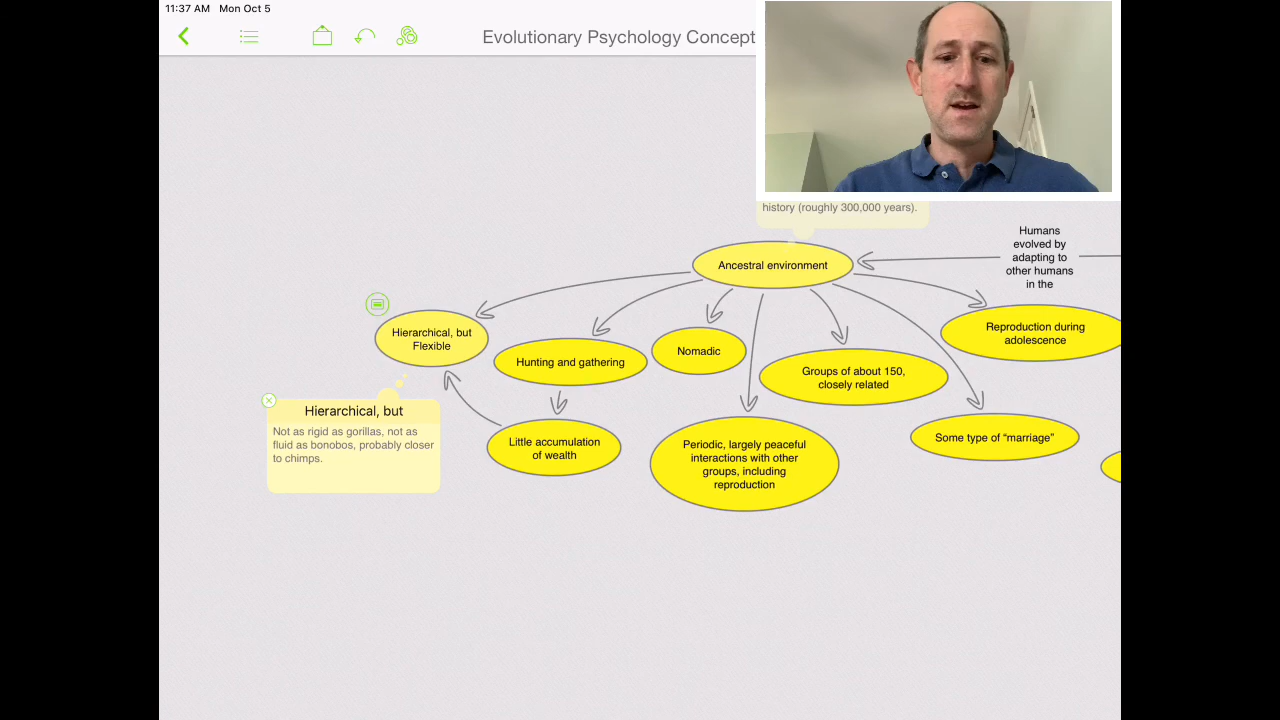 11:37 AM Mon Oct 5
Evolutionary Psychology Concept
history (roughly 300,000 years).
Humans
evolved by
adapting to
other humans
in the
Ancestral environment
Hierarchical, but
Flexible
Hunting and gathering
Nomadic
Groups of about 150,
closely related
Reproduction during
adolescence
Hierarchical, but
Not as rigid as gorillas, not as
fluid as bonobos, probably closer
to chimps.
Little accumulation
of wealth
Periodic, largely peaceful
interactions with other
groups, including
reproduction
Some type of “marriage”